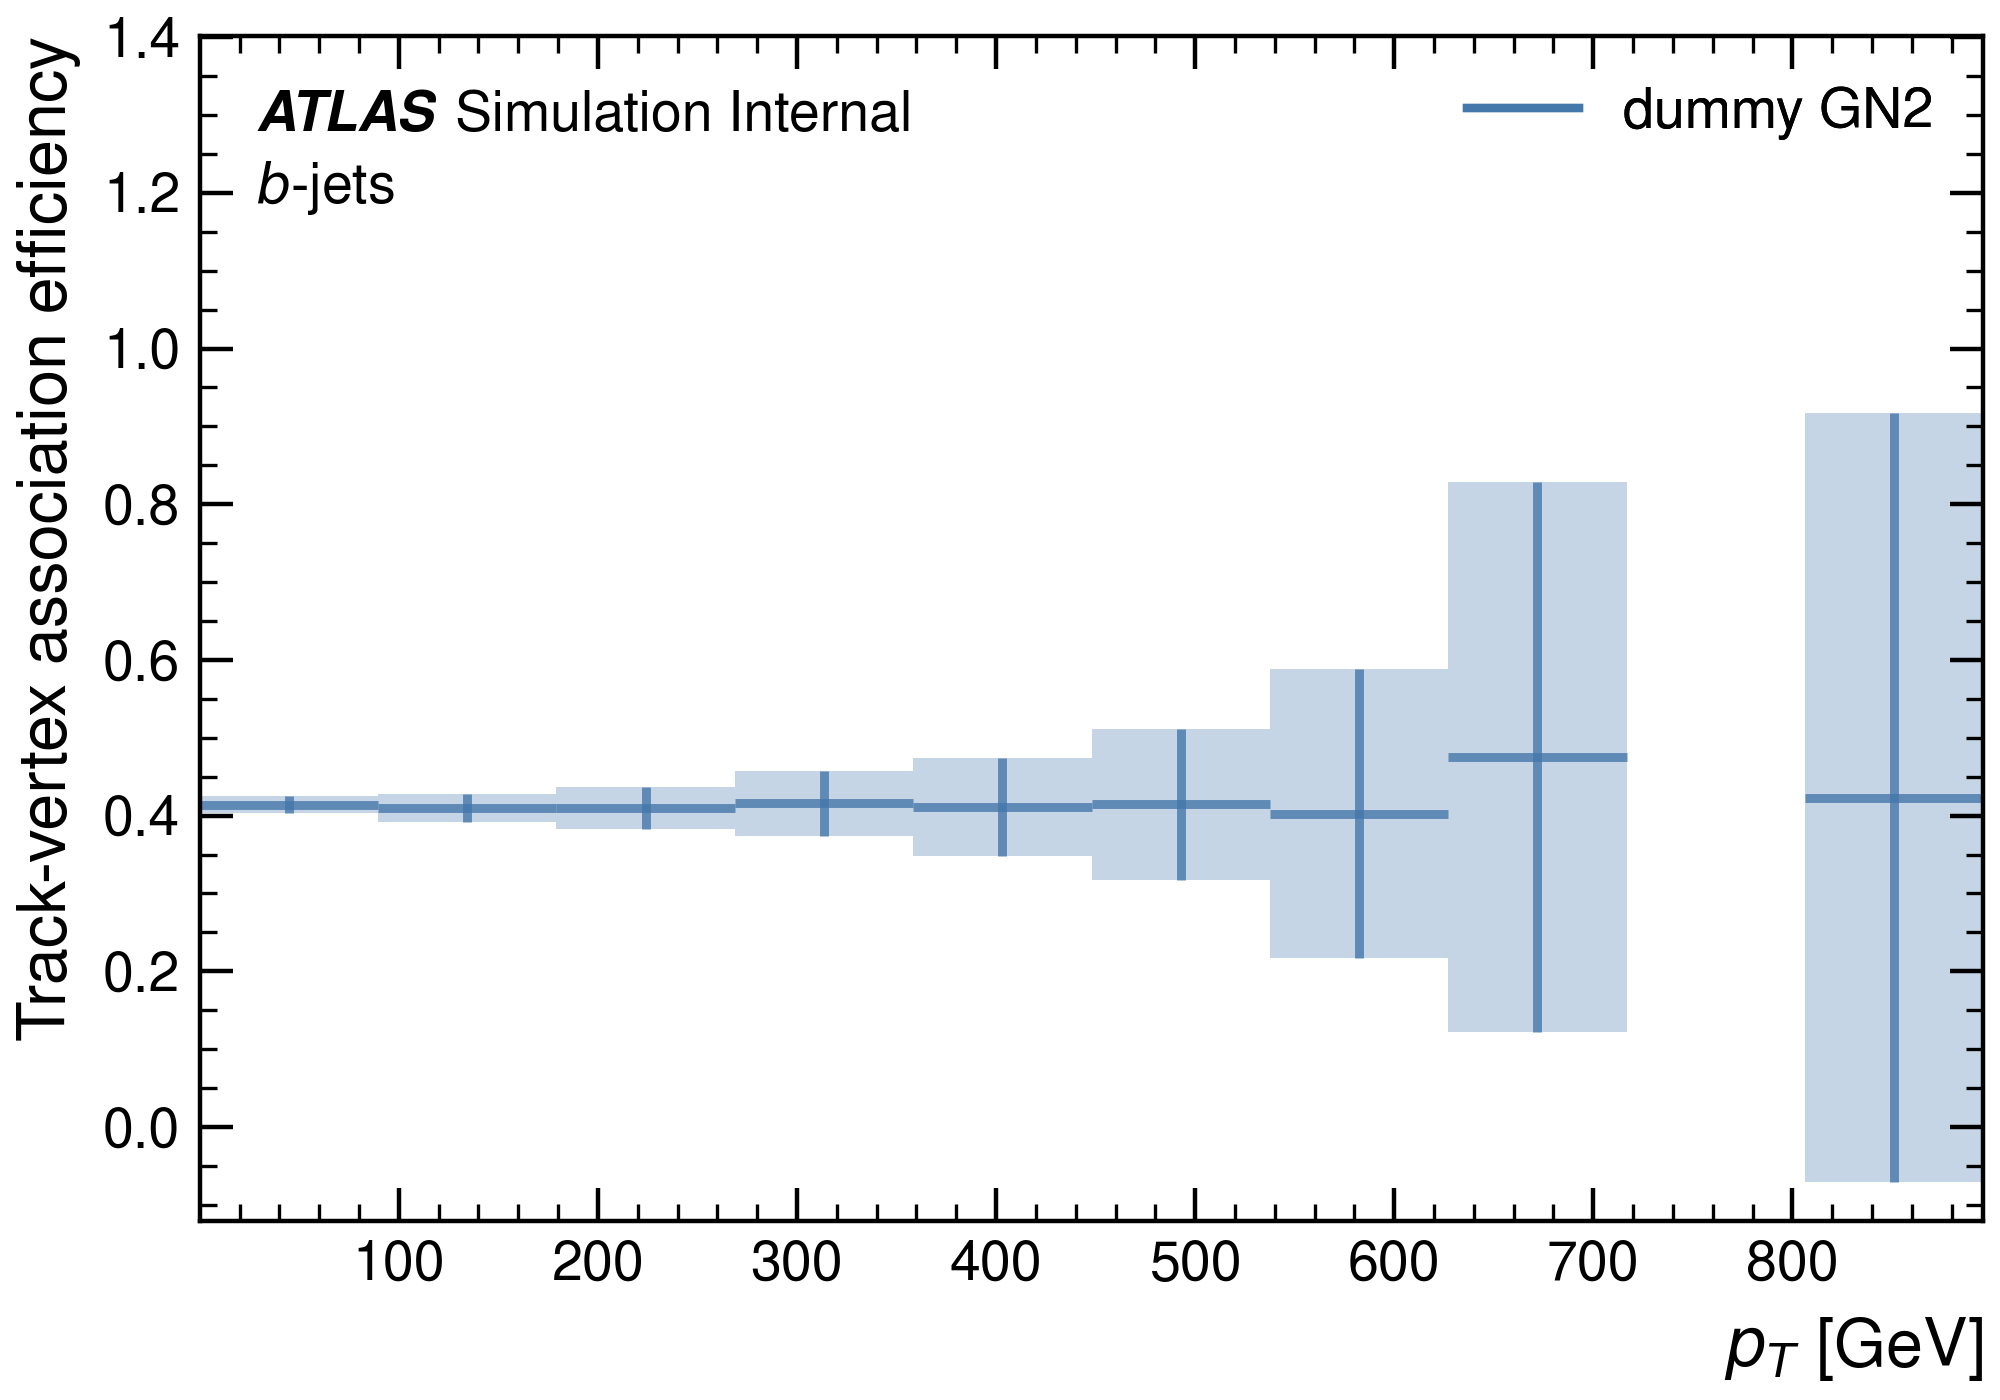 ATLAS Simulation Internal
b-jets
dummy GN2
Track-vertex association efficiency
1.4
1.2
1.0
0.8
0.6
0.4
0.2
0.0
100 200 300 400 500 600 700 800
p_T [GeV]